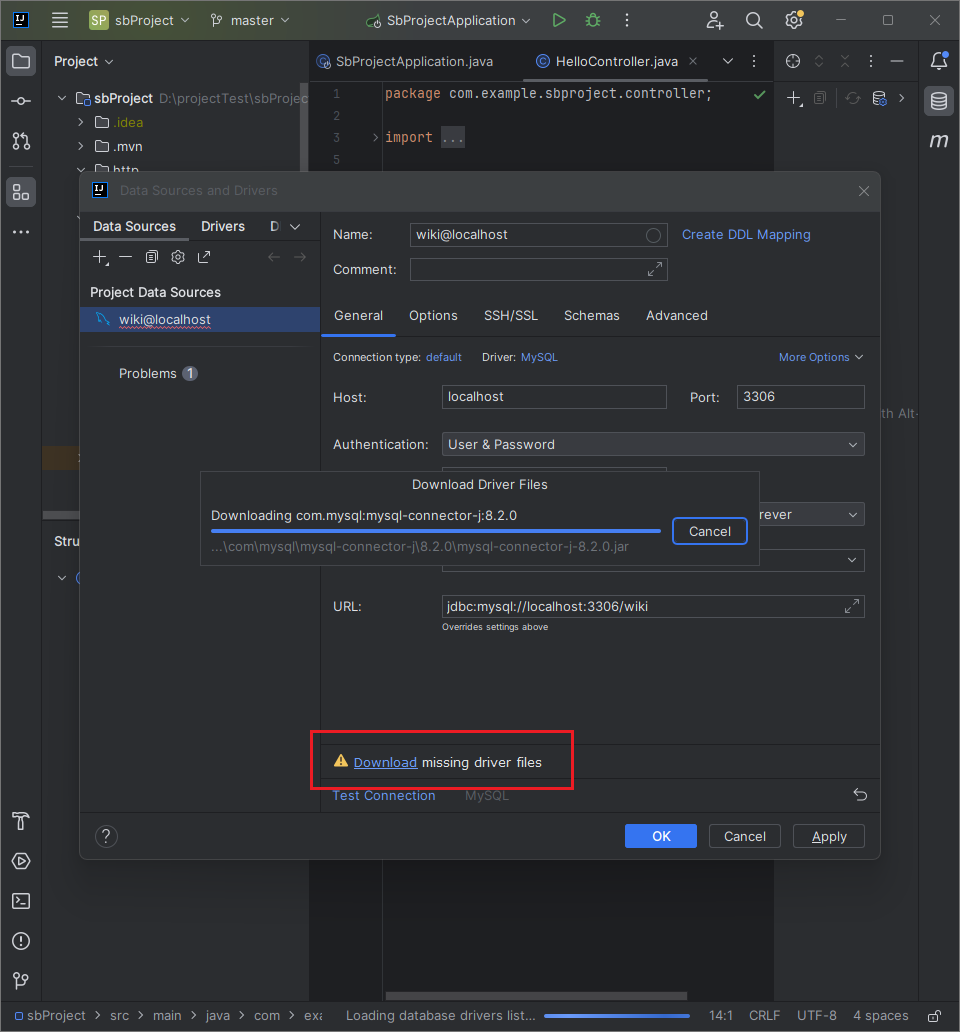 SP sbProject master SbProjectApplication
Project
SbProjectApplication.java HelloController.java
sbProject D:\projectTest\sbProjec
.idea
.mvn
http
1 package com.example.sbproject.controller;
2
3 import ...
5
m
Data Sources and Drivers
Data Sources Drivers D
Project Data Sources
wiki@localhost
Problems 1
Name: wiki@localhost Create DDL Mapping
Comment:
General Options SSH/SSL Schemas Advanced
Connection type: default Driver: MySQL More Options
Host: localhost Port: 3306
th Alt-
Authentication: User & Password
Download Driver Files
Downloading com.mysql:mysql-connector-j:8.2.0
Cancel
...\com\mysql\mysql-connector-j\8.2.0\mysql-connector-j-8.2.0.jar
rever
Stru
URL: jdbc:mysql://localhost:3306/wiki
Overrides settings above
Download missing driver files
Test Connection MySQL
? OK Cancel Apply
sbProject > src > main > java > com > exa Loading database drivers list... 14:1 CRLF UTF-8 4 spaces